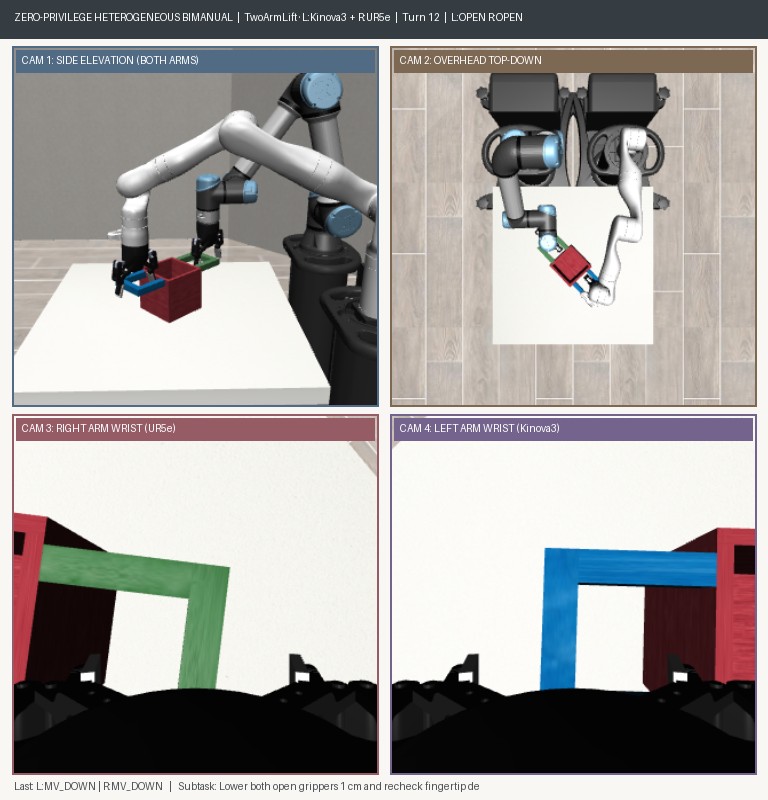 ZERO-PRIVILEGE HETEROGENEOUS BIMANUAL | TwoArmLift · L:Kinova3 + R:UR5e | Turn 12 | L:OPEN R:OPEN
CAM 1: SIDE ELEVATION (BOTH ARMS)
CAM 2: OVERHEAD TOP-DOWN
CAM 3: RIGHT ARM WRIST (UR5e)
CAM 4: LEFT ARM WRIST (Kinova3)
Last: L:MV_DOWN | R:MV_DOWN | Subtask: Lower both open grippers 1 cm and recheck fingertip de